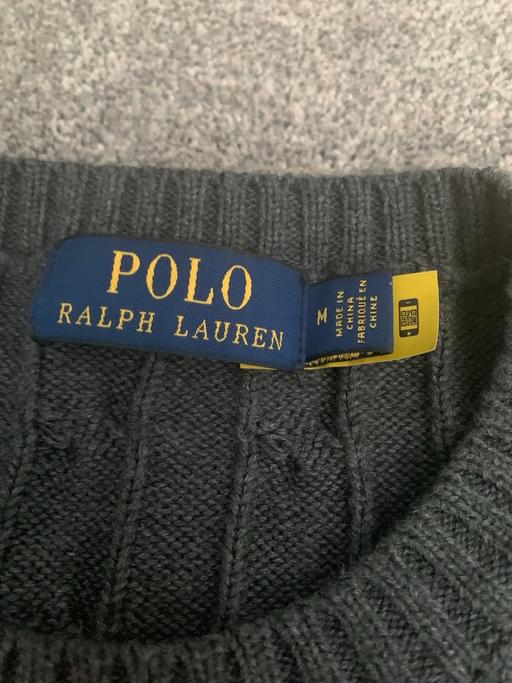 POLO
RALPH LAUREN
M
MADE IN
CHINA
FABRIQUÉ EN
CHINE